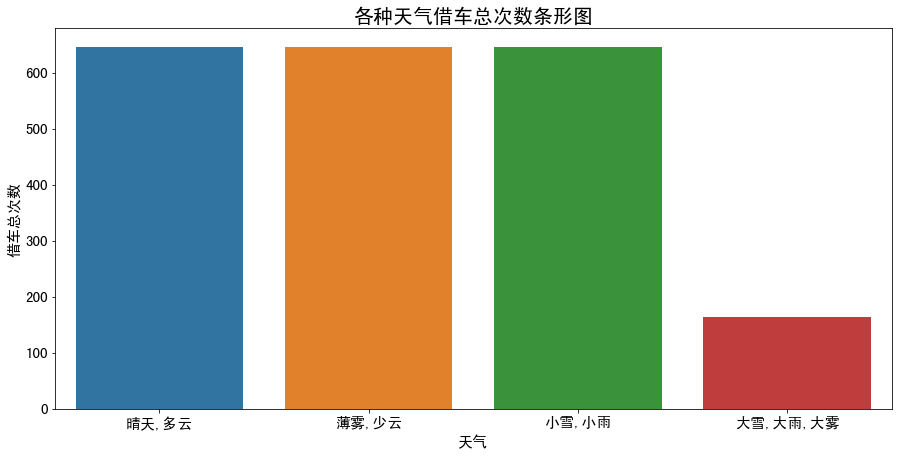 各种天气借车总次数条形图
借车总次数
600
500
400
300
200
100
0
晴天,多云
薄雾,少云
小雪,小雨
大雪,大雨,大雾
天气